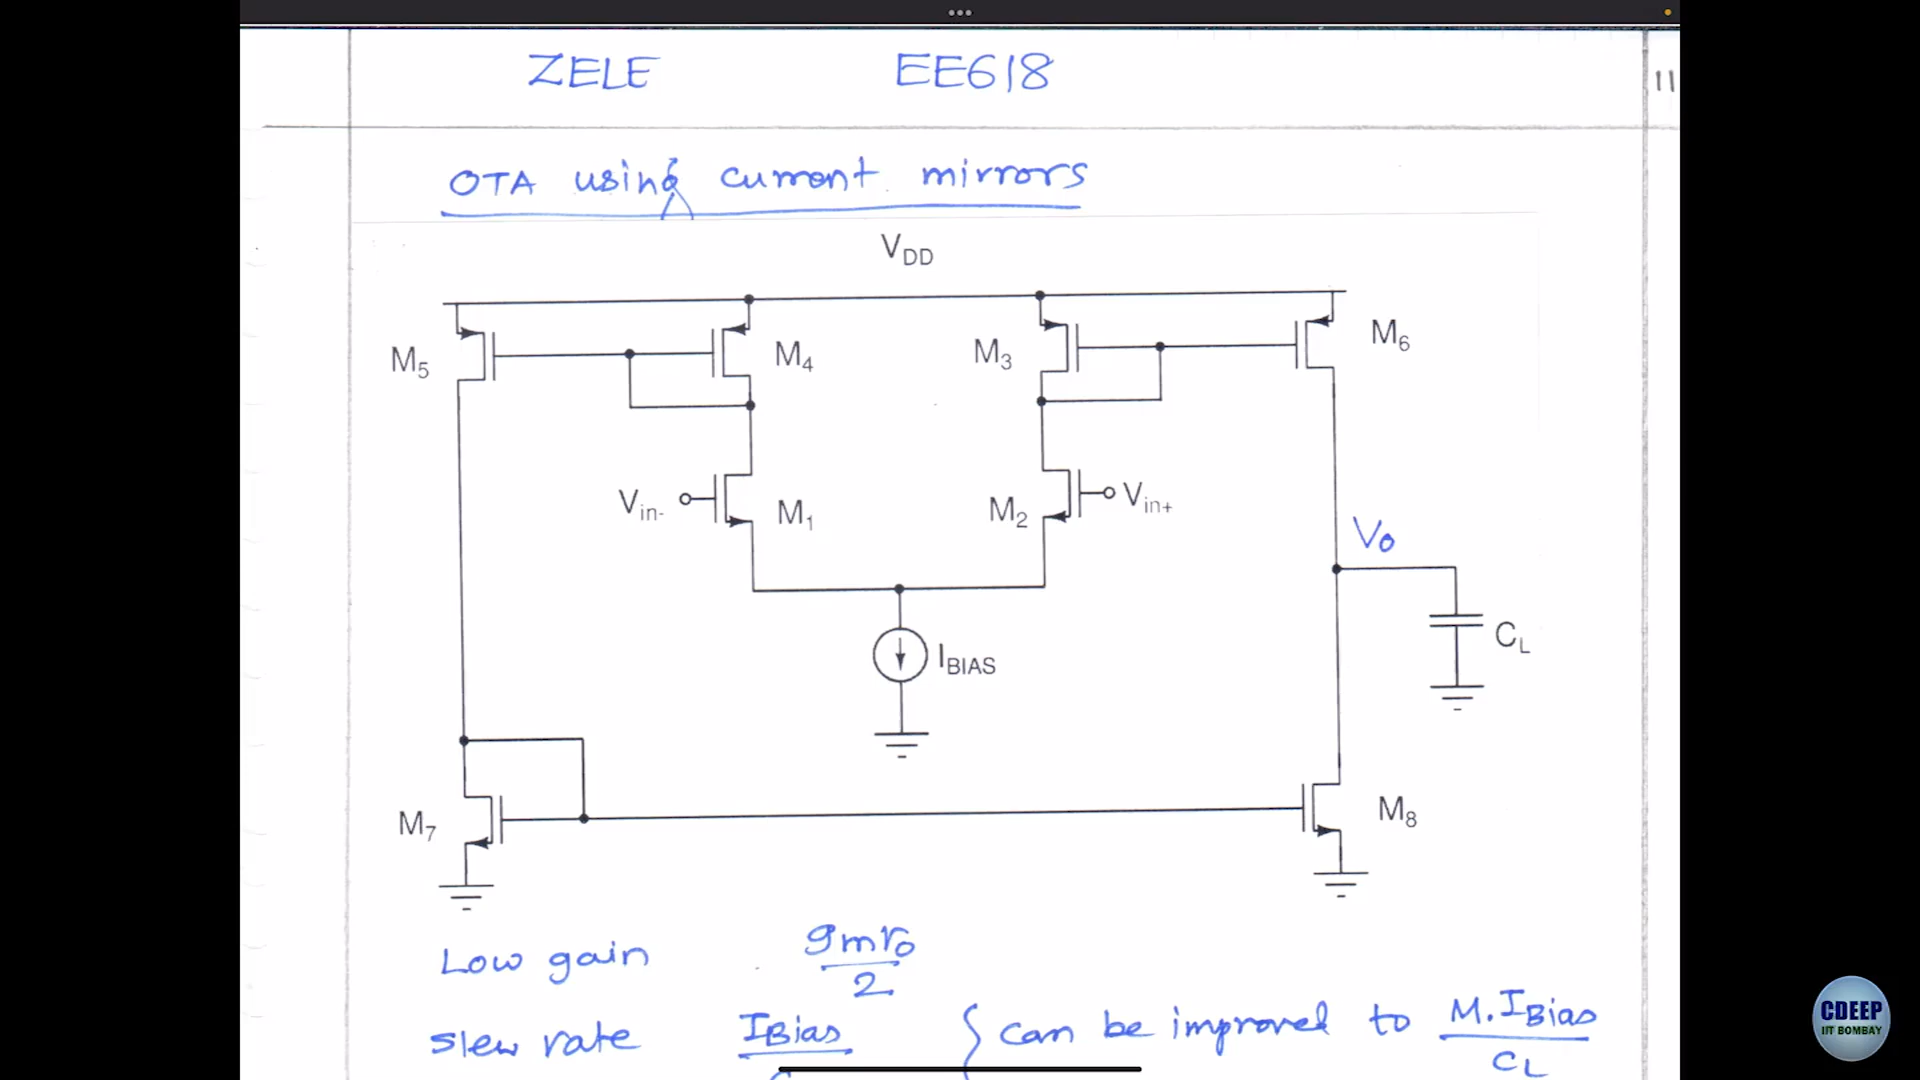 ZELE EE618 11
OTA using current mirrors
VDD
M5 M4 M3 M6
Vin- M1 M2 Vin+
Vo
IBIAS CL
M7 M8
Low gain gmro/2
Slew rate IBias { can be improved to M.IBias/CL
CDEEP
IIT BOMBAY